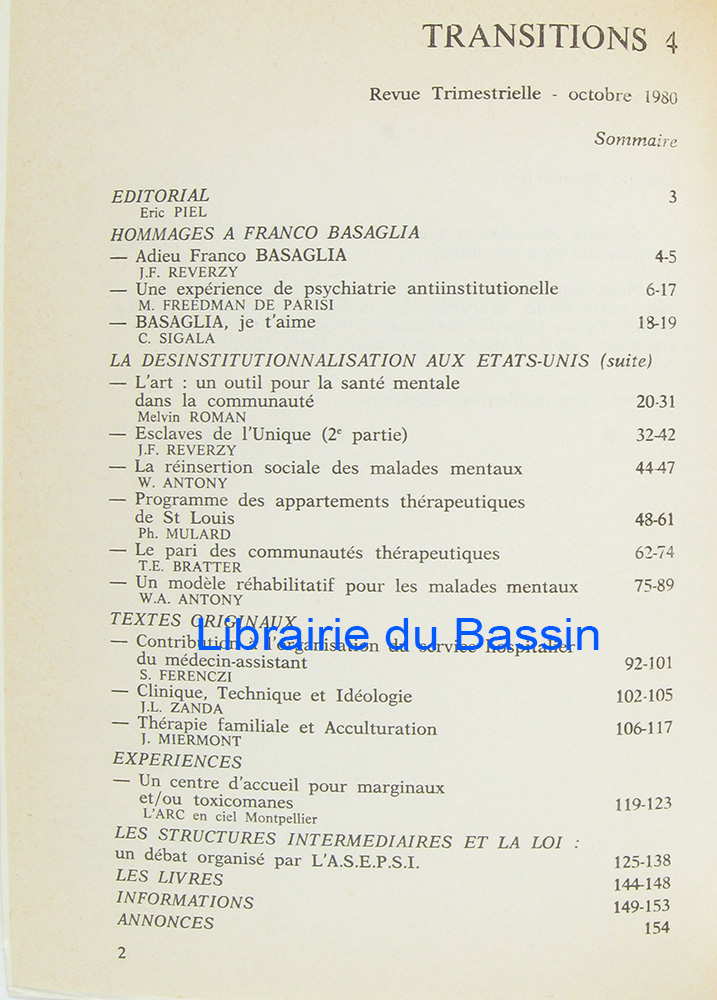 TRANSITIONS 4
Revue Trimestrielle - octobre 1980
Sommaire
EDITORIAL 3
Eric PIEL
HOMMAGES A FRANCO BASAGLIA
— Adieu Franco BASAGLIA 4-5
J.F. REVERZY
— Une expérience de psychiatrie antiinstitutionelle 6-17
M. FREEDMAN DE PARISI
— BASAGLIA, je t'aime 18-19
C. SIGALA
LA DESINSTITUTIONNALISATION AUX ETATS-UNIS (suite)
— L'art : un outil pour la santé mentale
dans la communauté 20-31
Melvin ROMAN
— Esclaves de l'Unique (2e partie) 32-42
J.F. REVERZY
— La réinsertion sociale des malades mentaux 44-47
W. ANTONY
— Programme des appartements thérapeutiques
de St Louis 48-61
Ph. MULARD
— Le pari des communautés thérapeutiques 62-74
T.E. BRATTER
— Un modèle réhabilitatif pour les malades mentaux 75-89
W.A. ANTONY
TEXTES ORIGINAUX
Librairie du Bassin
— Contribution à l'organisation du service hospitalier
du médecin-assistant 92-101
S. FERENCZI
— Clinique, Technique et Idéologie 102-105
J.L. ZANDA
— Thérapie familiale et Acculturation 106-117
J. MIERMONT
EXPERIENCES
— Un centre d'accueil pour marginaux
et/ou toxicomanes 119-123
L'ARC en ciel Montpellier
LES STRUCTURES INTERMEDIAIRES ET LA LOI :
un débat organisé par L'A.S.E.P.S.I. 125-138
LES LIVRES 144-148
INFORMATIONS 149-153
ANNONCES 154
2